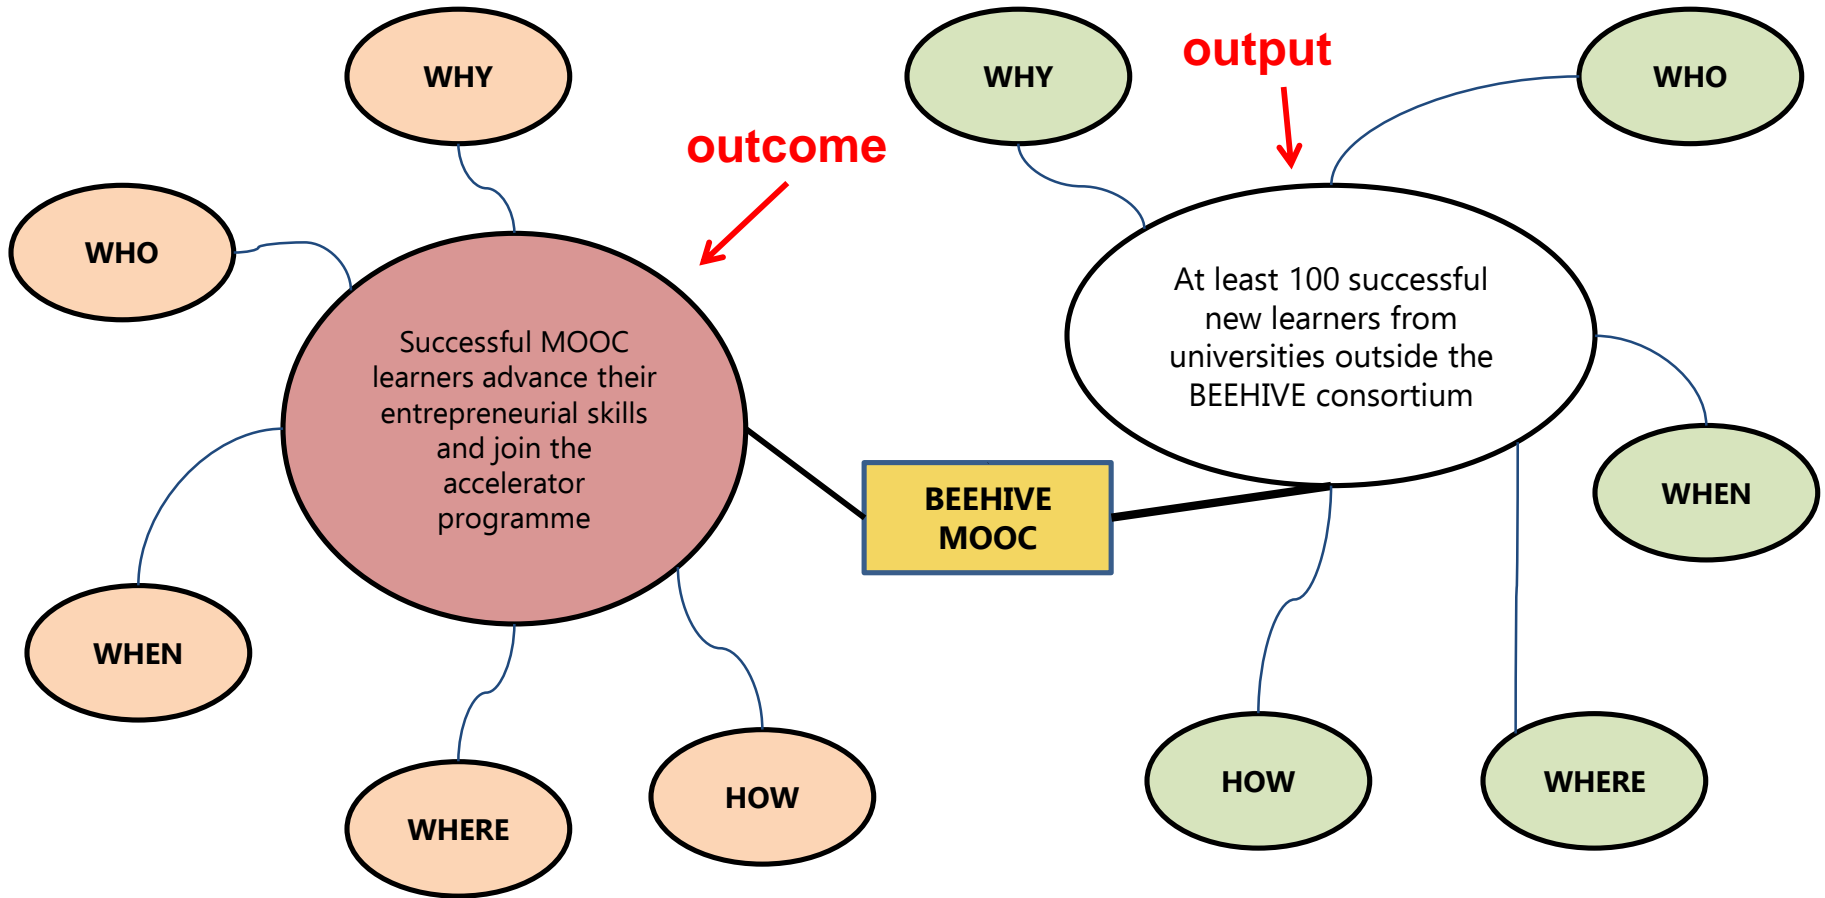 WHY
outcome
WHO
Successful MOOC
learners advance their
entrepreneurial skills
and join the
accelerator
programme
WHEN
WHERE
HOW
BEEHIVE
MOOC
WHY
output
WHO
At least 100 successful
new learners from
universities outside the
BEEHIVE consortium
WHEN
HOW
WHERE